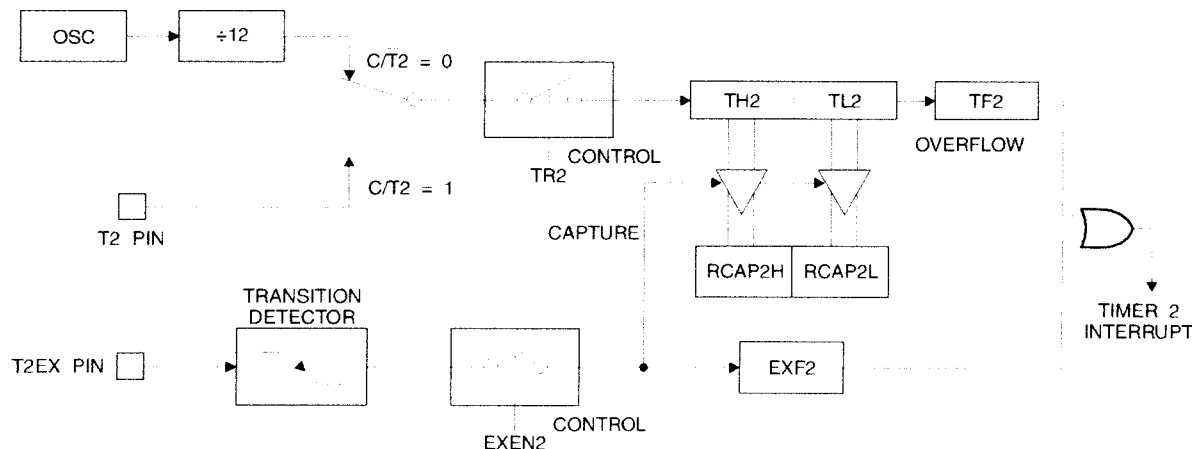 OSC
÷12
C/T2 = 0
TH2
TL2
TF2
OVERFLOW
CONTROL
TR2
C/T2 = 1
T2 PIN
CAPTURE
RCAP2H
RCAP2L
TRANSITION
DETECTOR
TIMER 2
INTERRUPT
T2EX PIN
EXF2
CONTROL
EXEN2